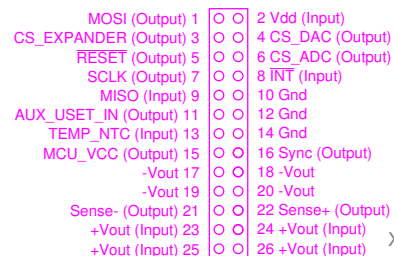 MOSI (Output) 1 2 Vdd (Input)
CS_EXPANDER (Output) 3 4 CS_DAC (Output)
RESET (Output) 5 6 CS_ADC (Output)
SCLK (Output) 7 8 INT (Input)
MISO (Input) 9 10 Gnd
AUX_USET_IN (Output) 11 12 Gnd
TEMP_NTC (Input) 13 14 Gnd
MCU_VCC (Output) 15 16 Sync (Output)
-Vout 17 18 -Vout
-Vout 19 20 -Vout
Sense- (Output) 21 22 Sense+ (Output)
+Vout (Input) 23 24 +Vout (Input)
+Vout (Input) 25 26 +Vout (Input)